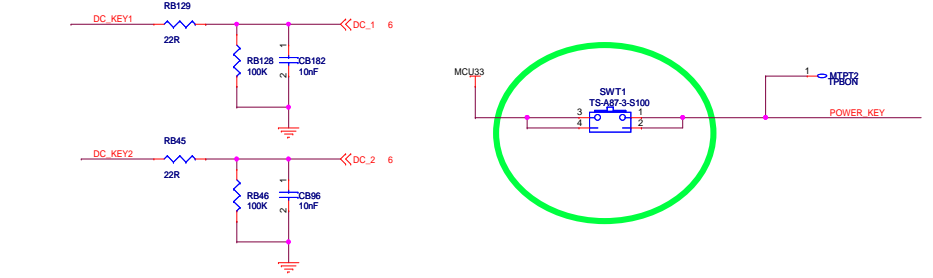 RB129
DC_KEY1
DC_1 6
22R
1
RB128
100K
CB182
10nF
2
MCU33
SWT1
TS-A87-3-S100
3 1
4 2
1
MTPT2
TPBON
POWER_KEY
RB45
DC_KEY2
DC_2 6
22R
1
RB46
100K
CB96
10nF
2